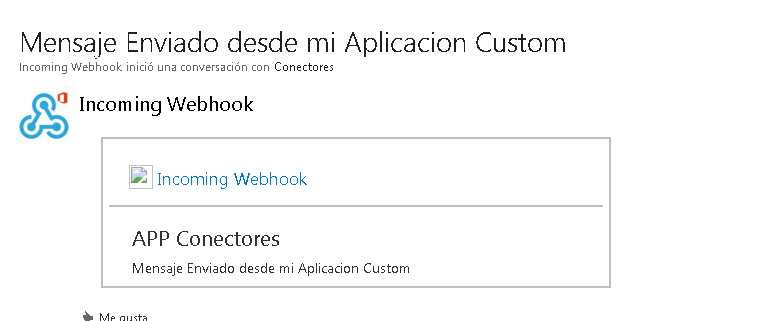 Mensaje Enviado desde mi Aplicacion Custom
Incoming Webhook inició una conversación con Conectores
Incoming Webhook
Incoming Webhook
APP Conectores
Mensaje Enviado desde mi Aplicacion Custom
Me gusta